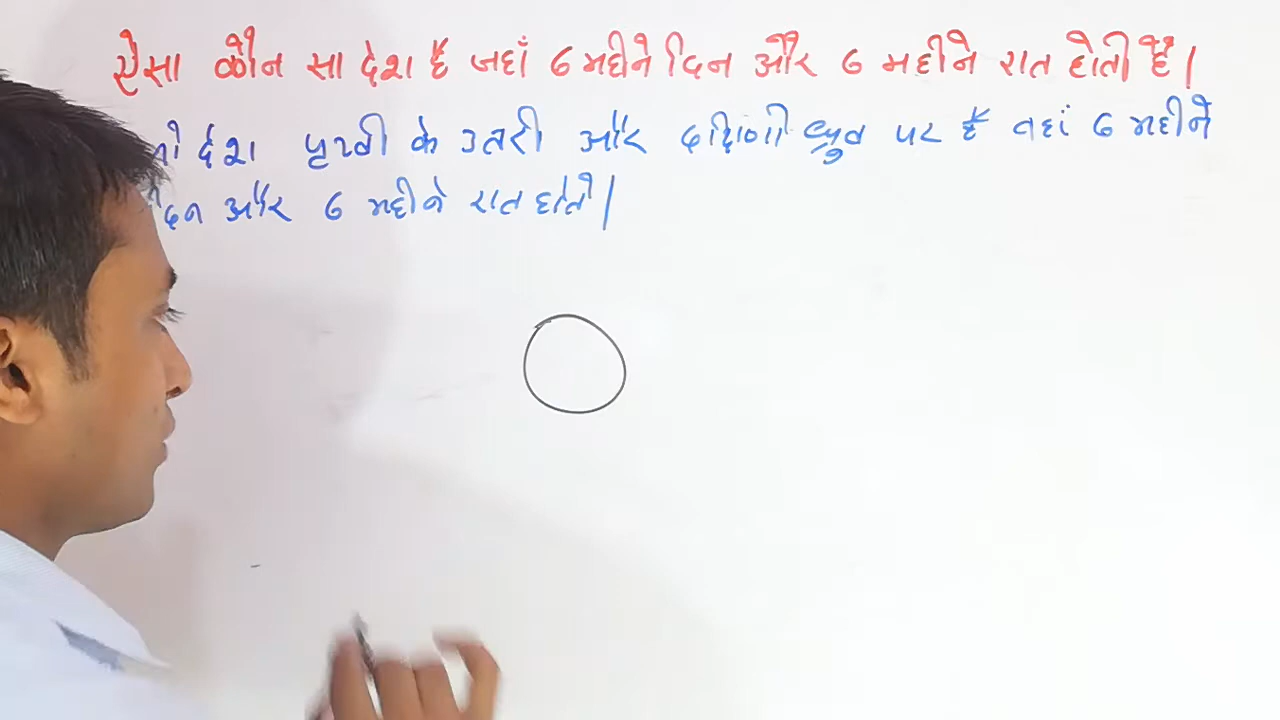 ऐसा कौन सा देश है जहाँ 6 महीने दिन और 6 महीने रात होती है।
देश पृथ्वी के उतरी और दक्षिणी ध्रुव पर है वहां 6 महीने
और 6 महीने रात होती।